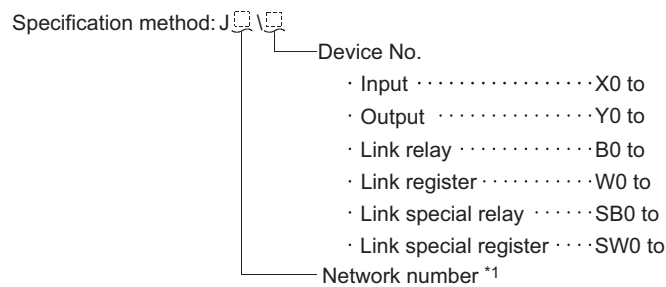 Specification method: J \
Device No.
· Input ················· X0 to
· Output ··············· Y0 to
· Link relay ············· B0 to
· Link register ··········· W0 to
· Link special relay ······ SB0 to
· Link special register ···· SW0 to
Network number *1